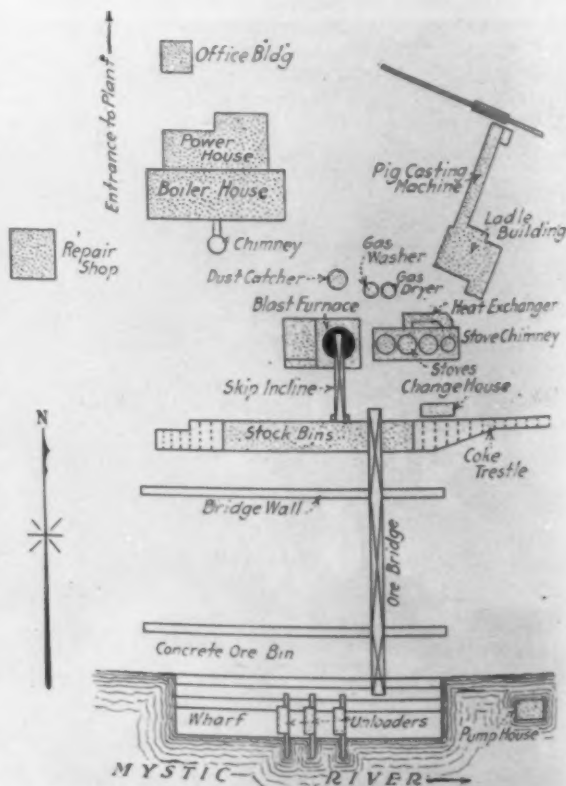 Entrance to Plant
Office Bld'g
Power
House
Boiler House
Pig Casting
Machine
Ladle
Building
Repair
Shop
Chimney
Gas
Washer
Gas
Dryer
Dust Catcher
Blast Furnace
Heat Exchanger
Stove Chimney
Stoves
Skip Incline
Change House
N
Stock Bins
Coke
Trestle
Bridge Wall
Ore Bridge
Concrete Ore Bin
Wharf
Unloaders
Pump House
MYSTIC RIVER